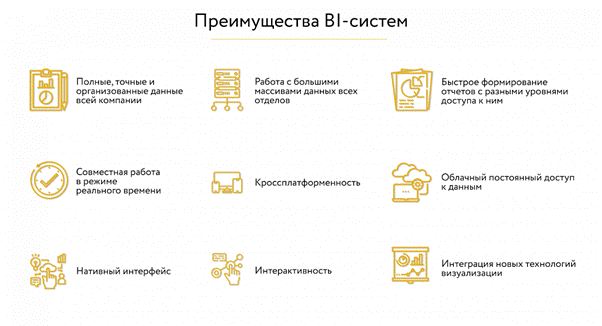 Преимущества BI-систем
Полные, точные и
организованные данные
всей компании
Работа с большими
массивами данных всех
отделов
Быстрое формирование
отчетов с разными уровнями
доступа к ним
Совместная работа
в режиме
реального времени
Кроссплатформенность
Облачный постоянный доступ
к данным
Нативный интерфейс
Интерактивность
Интеграция новых технологий
визуализации